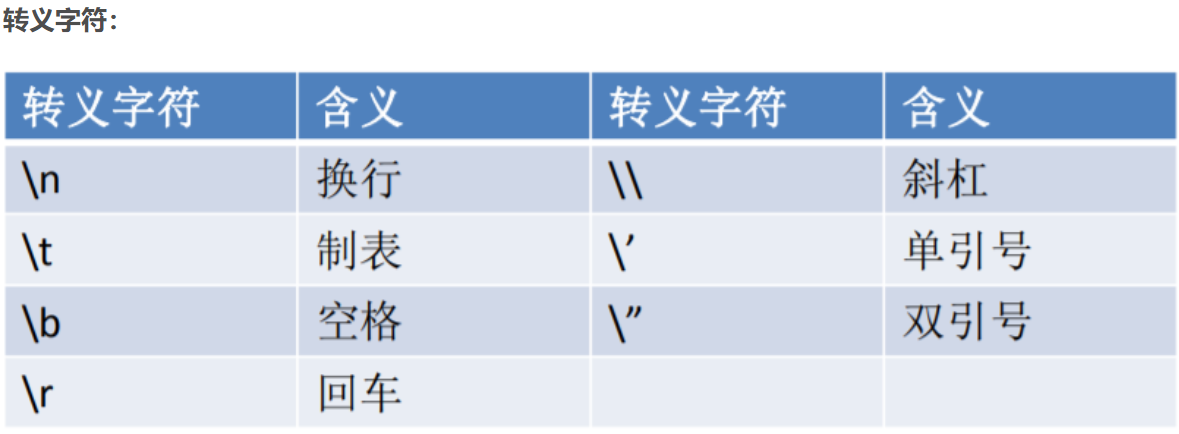 转义字符：
转义字符 含义 转义字符 含义
\n 换行 \\ 斜杠
\t 制表 \’ 单引号
\b 空格 \” 双引号
\r 回车